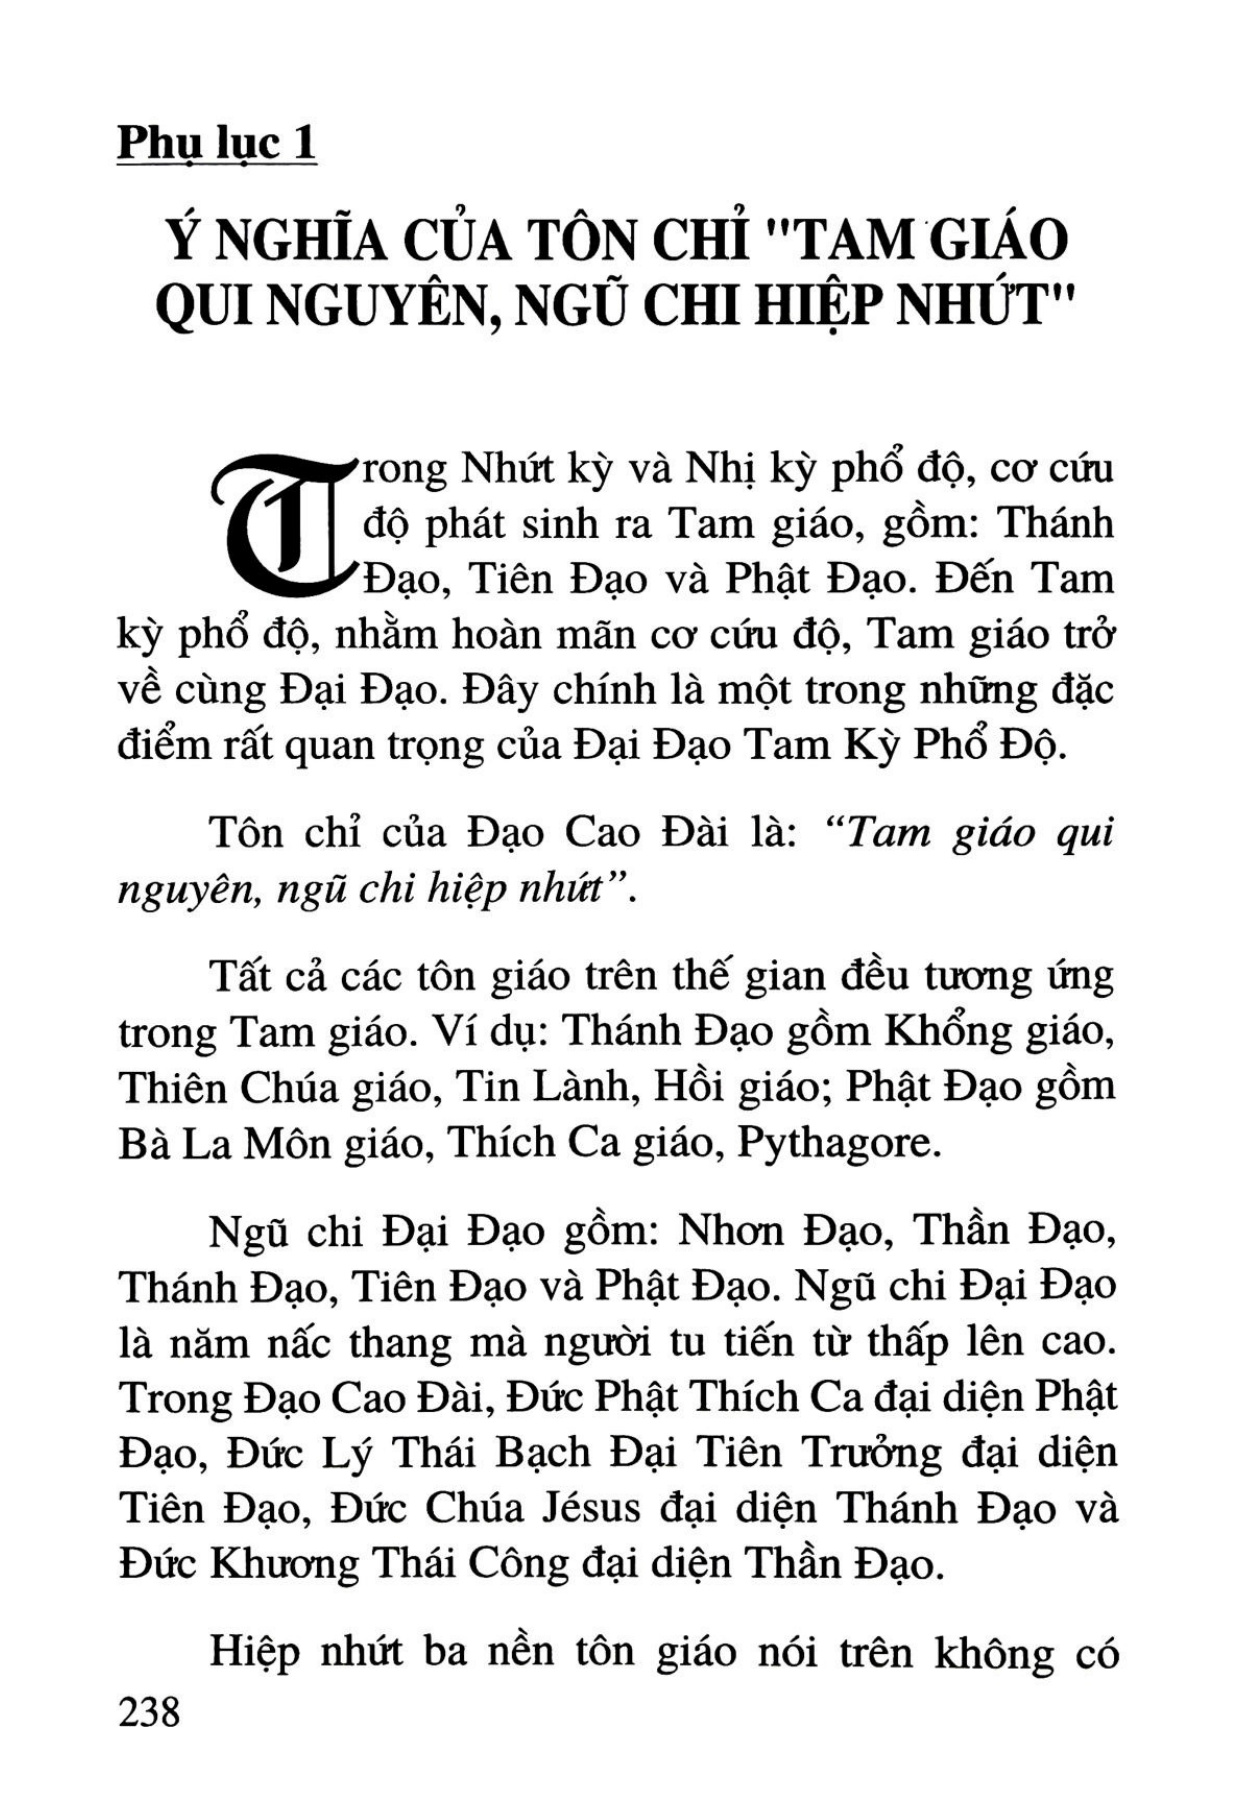 Phụ lục 1
Ý NGHĨA CỦA TÔN CHỈ "TAM GIÁO
QUI NGUYÊN, NGŨ CHI HIỆP NHỨT"
Trong Nhứt kỳ và Nhị kỳ phổ độ, cơ cứu
độ phát sinh ra Tam giáo, gồm: Thánh
Đạo, Tiên Đạo và Phật Đạo. Đến Tam
kỳ phổ độ, nhằm hoàn mãn cơ cứu độ, Tam giáo trở
về cùng Đại Đạo. Đây chính là một trong những đặc
điểm rất quan trọng của Đại Đạo Tam Kỳ Phổ Độ.
Tôn chỉ của Đạo Cao Đài là: “Tam giáo qui
nguyên, ngũ chi hiệp nhứt”.
Tất cả các tôn giáo trên thế gian đều tương ứng
trong Tam giáo. Ví dụ: Thánh Đạo gồm Khổng giáo,
Thiên Chúa giáo, Tin Lành, Hồi giáo; Phật Đạo gồm
Bà La Môn giáo, Thích Ca giáo, Pythagore.
Ngũ chi Đại Đạo gồm: Nhơn Đạo, Thần Đạo,
Thánh Đạo, Tiên Đạo và Phật Đạo. Ngũ chi Đại Đạo
là năm nấc thang mà người tu tiến từ thấp lên cao.
Trong Đạo Cao Đài, Đức Phật Thích Ca đại diện Phật
Đạo, Đức Lý Thái Bạch Đại Tiên Trưởng đại diện
Tiên Đạo, Đức Chúa Jésus đại diện Thánh Đạo và
Đức Khương Thái Công đại diện Thần Đạo.
Hiệp nhứt ba nền tôn giáo nói trên không có
238